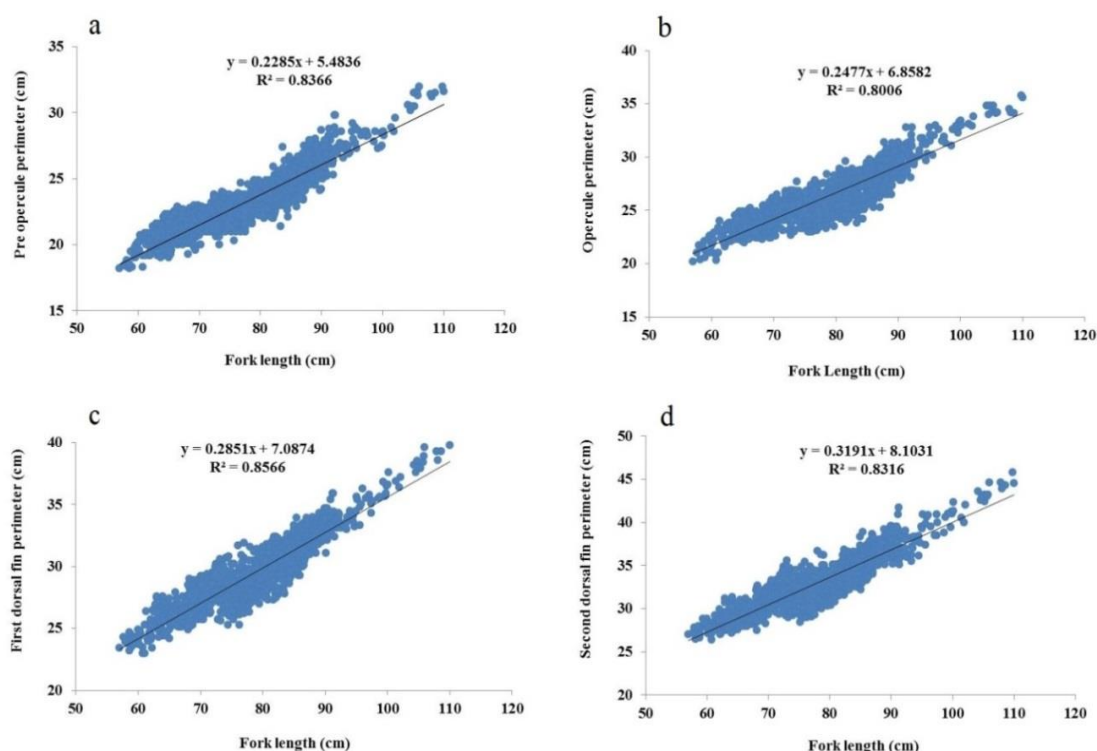 a
y = 0.2285x + 5.4836
R² = 0.8366
Pre opercule perimeter (cm)
35
30
25
20
15
50 60 70 80 90 100 110 120
Fork length (cm)
b
y = 0.2477x + 6.8582
R² = 0.8006
Opercule perimeter (cm)
40
35
30
25
20
15
50 60 70 80 90 100 110 120
Fork Length (cm)
c
y = 0.2851x + 7.0874
R² = 0.8566
First dorsal fin perimeter (cm)
40
35
30
25
20
50 60 70 80 90 100 110 120
Fork length (cm)
d
y = 0.3191x + 8.1031
R² = 0.8316
Second dorsal fin perimeter (cm)
50
45
40
35
30
25
20
50 60 70 80 90 100 110 120
Fork length (cm)